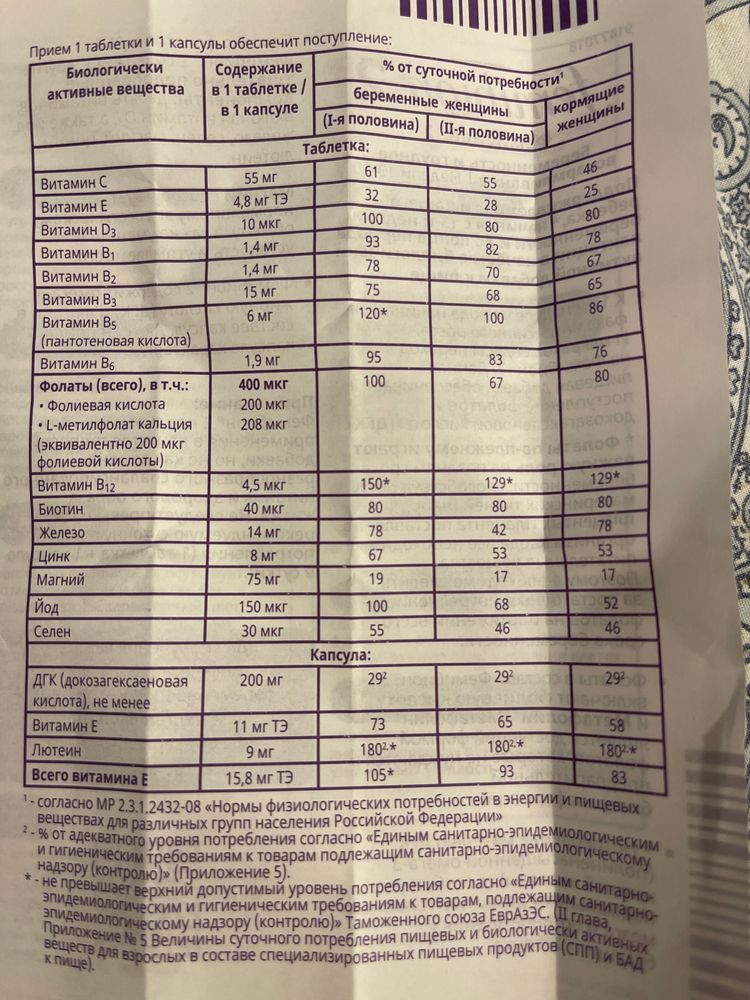 Прием 1 таблетки и 1 капсулы обеспечит поступление:
Биологически активные вещества | Содержание в 1 таблетке / в 1 капсуле | % от суточной потребности¹
беременные женщины | кормящие женщины
(I-я половина) | (II-я половина)
Таблетка:
Витамин C | 55 мг | 61 | 55 | 46
Витамин E | 4,8 мг ТЭ | 32 | 28 | 25
Витамин D₃ | 10 мкг | 100 | 80 | 80
Витамин B₁ | 1,4 мг | 93 | 82 | 78
Витамин B₂ | 1,4 мг | 78 | 70 | 67
Витамин B₃ | 15 мг | 75 | 68 | 65
Витамин B₅ | 6 мг | 120* | 100 | 86
(пантотеновая кислота)
Витамин B₆ | 1,9 мг | 95 | 83 | 76
Фолаты (всего), в т.ч.: | 400 мкг | 100 | 67 | 80
• Фолиевая кислота | 200 мкг
• L-метилфолат кальция | 208 мкг
(эквивалентно 200 мкг
фолиевой кислоты)
Витамин B₁₂ | 4,5 мкг | 150* | 129* | 129*
Биотин | 40 мкг | 80 | 80 | 80
Железо | 14 мг | 78 | 42 | 78
Цинк | 8 мг | 67 | 53 | 53
Магний | 75 мг | 19 | 17 | 17
Йод | 150 мкг | 100 | 68 | 52
Селен | 30 мкг | 55 | 46 | 46
Капсула:
ДГК (докозагексаеновая | 200 мг | 29² | 29² | 29²
кислота), не менее
Витамин E | 11 мг ТЭ | 73 | 65 | 58
Лютеин | 9 мг | 180²,* | 180²,* | 180²,*
Всего витамина E | 15,8 мг ТЭ | 105* | 93 | 83
¹ - согласно МР 2.3.1.2432-08 «Нормы физиологических потребностей в энергии и пищевых
веществах для различных групп населения Российской Федерации»
² - % от адекватного уровня потребления согласно «Единым санитарно-эпидемиологическим
и гигиеническим требованиям к товарам подлежащим санитарно-эпидемиологическому
надзору (контролю)» (Приложение 5).
* - не превышает верхний допустимый уровень потребления согласно «Единым санитарно-
эпидемиологическим и гигиеническим требованиям к товарам, подлежащим санитарно-
эпидемиологическому надзору (контролю)» Таможенного союза ЕврАзЭС. (II глава,
Приложение № 5 Величины суточного потребления пищевых и биологически активных
веществ для взрослых в составе специализированных пищевых продуктов (СПП) и БАД
к пище).